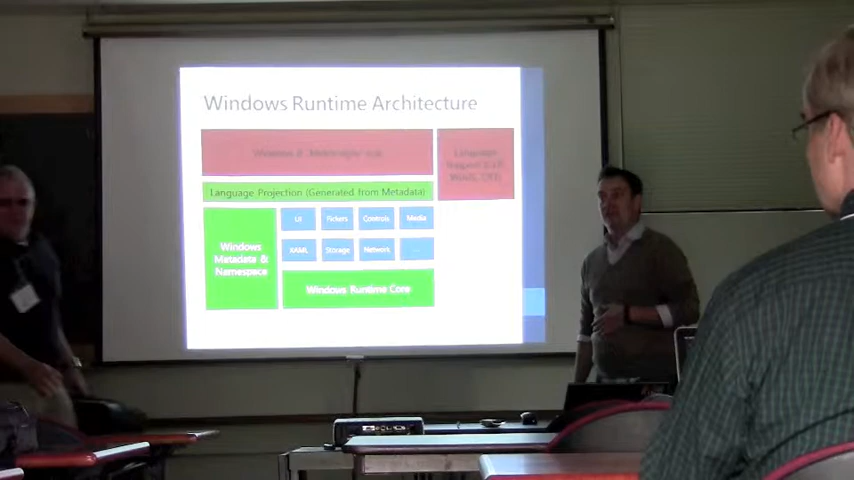 Windows Runtime Architecture
Language
Language Projection (Generated from Metadata)
UI
Pickers
Controls
Media
Windows
Metadata &
Namespace
XAML
Storage
Network
Windows Runtime Core